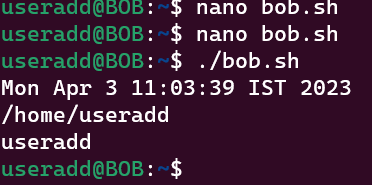 useradd@BOB:~$ nano bob.sh
useradd@BOB:~$ nano bob.sh
useradd@BOB:~$ ./bob.sh
Mon Apr 3 11:03:39 IST 2023
/home/useradd
useradd
useradd@BOB:~$